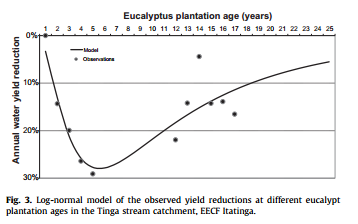 Eucalyptus plantation age (years)
1 2 3 4 5 6 7 8 9 10 11 12 13 14 15 16 17 18 19 20 21 22 23 24 25
0%
10%
20%
30%
Annual water yield reduction
Model
Observations
Fig. 3. Log-normal model of the observed yield reductions at different eucalypt
plantation ages in the Tinga stream catchment, EECF Itatinga.